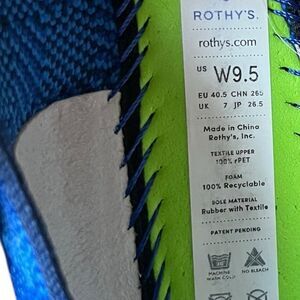 ROTHY'S.
rothys.com
US W9.5
EU 40.5 CHN 265
UK 7 JP 26.5
Made in China
Rothy's, Inc.
TEXTILE UPPER
100% rPET
FOAM
100% Recyclable
SOLE MATERIAL
Rubber with Textile
PATENT PENDING
MACHINE
WASH COLD
NO BLEACH